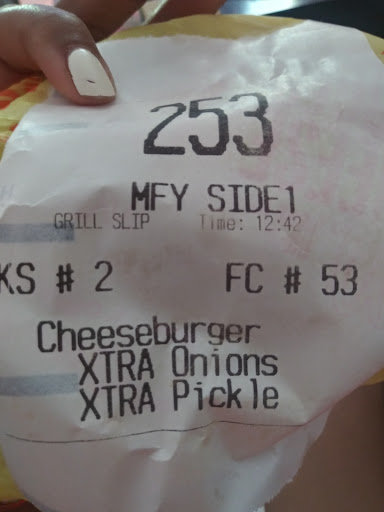 253
MFY SIDE1
GRILL SLIP Time: 12:42
KS # 2 FC # 53
Cheeseburger
XTRA Onions
XTRA Pickle